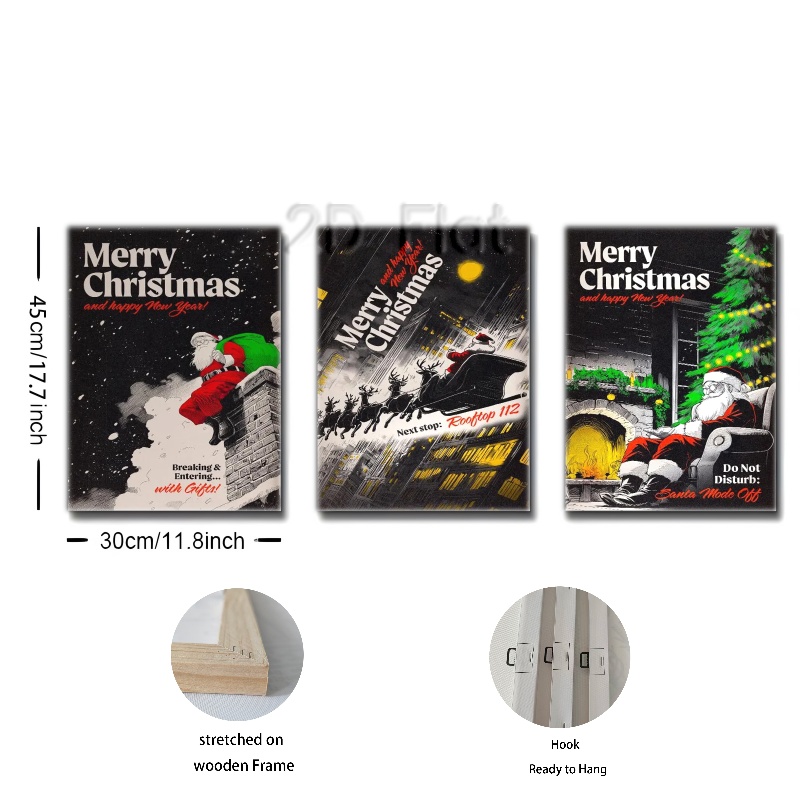 2D Flat
Merry
Christmas
and happy New Year!
Breaking &
Entering...
with Gifts!
Merry
Christmas
and happy
New Year!
Next stop: Rooftop 112
Merry
Christmas
and happy New Year!
Do Not
Disturb:
Santa Mode Off
45cm/17.7inch
30cm/11.8inch
stretched on
wooden Frame
Hook
Ready to Hang